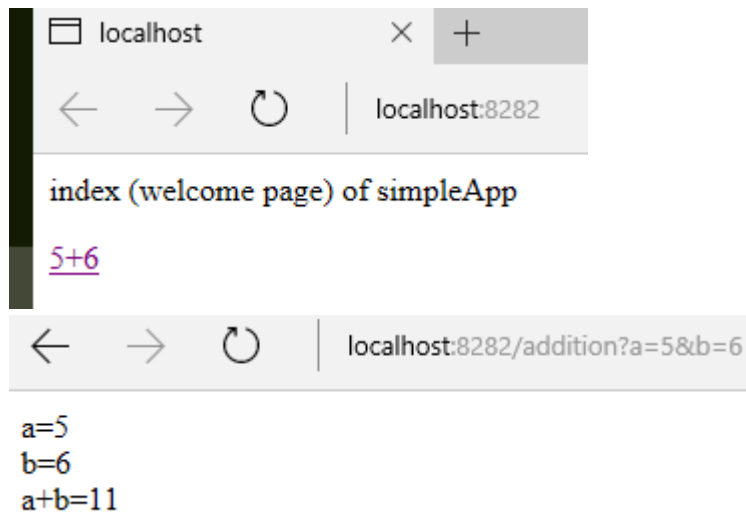 localhost
localhost:8282
index (welcome page) of simpleApp
5+6
localhost:8282/addition?a=5&b=6
a=5
b=6
a+b=11